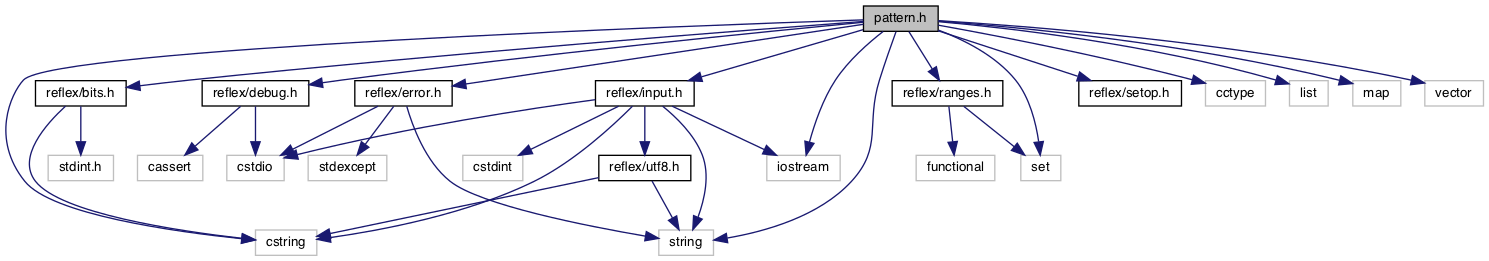 pattern.h
reflex/bits.h
reflex/debug.h
reflex/error.h
reflex/input.h
reflex/ranges.h
reflex/setop.h
cctype
list
map
vector
stdint.h
cassert
cstdio
stdexcept
cstdint
reflex/utf8.h
iostream
functional
set
cstring
string